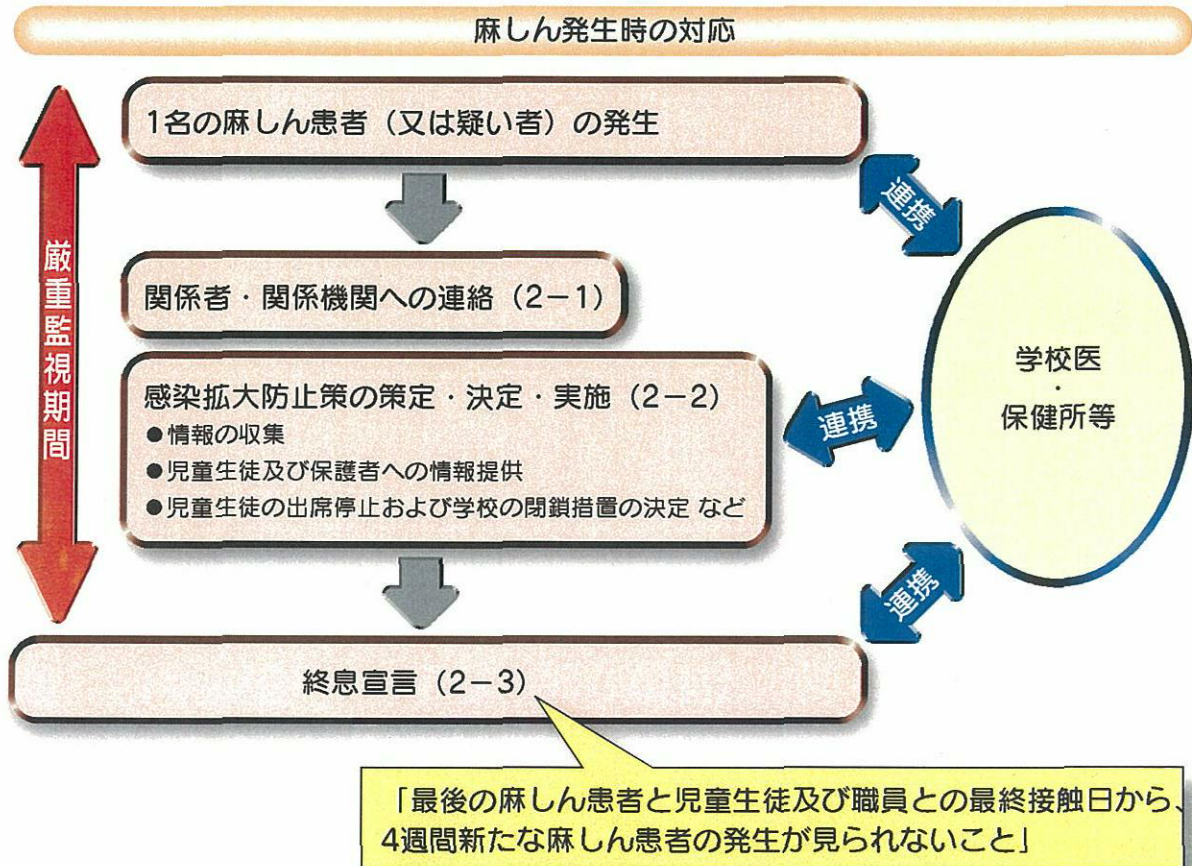 麻しん発生時の対応
1名の麻しん患者（又は疑い者）の発生
連携
厳重監視期間
関係者・関係機関への連絡（2−1）
感染拡大防止策の策定・決定・実施（2−2）
●情報の収集
●児童生徒及び保護者への情報提供
●児童生徒の出席停止および学校の閉鎖措置の決定 など
連携
学校医
・
保健所等
連携
終息宣言（2−3）
「最後の麻しん患者と児童生徒及び職員との最終接触日から、
4週間新たな麻しん患者の発生が見られないこと」